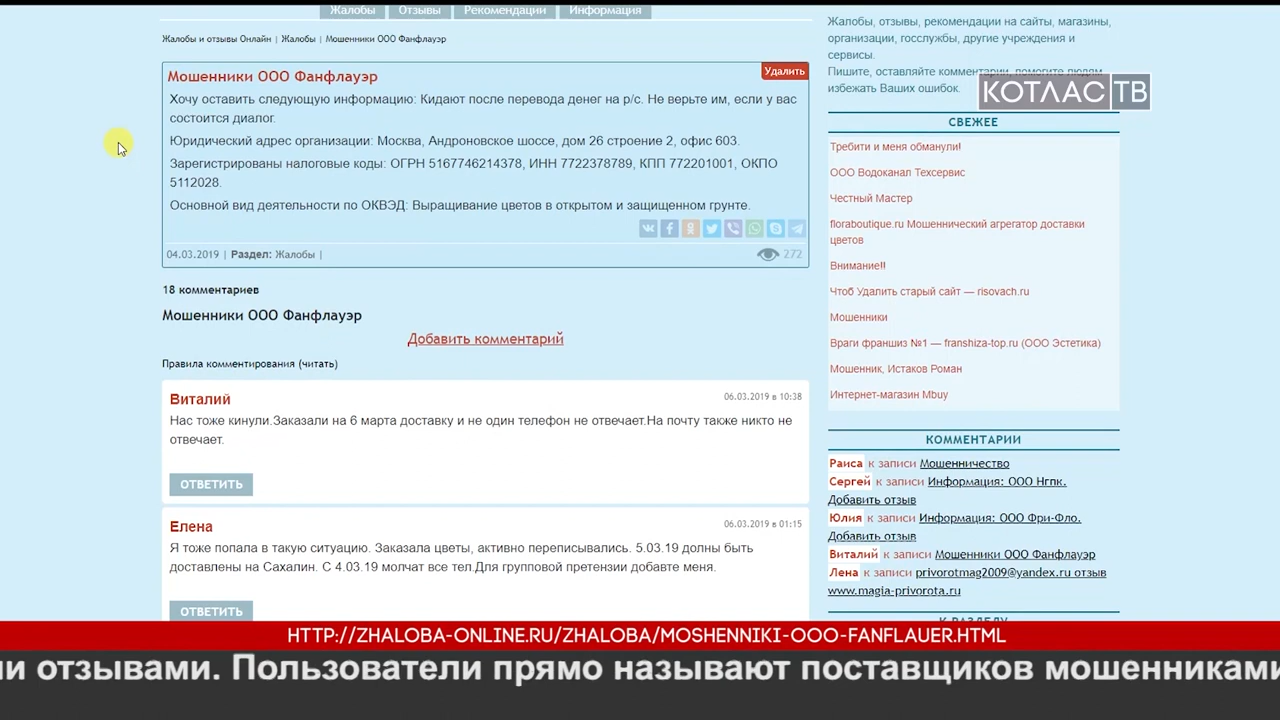 Жалобы Отзывы Рекомендации Информация
Жалобы и отзывы Онлайн | Жалобы | Мошенники ООО Фанфлауэр
Мошенники ООО Фанфлауэр
Удалить
Хочу оставить следующую информацию: Кидают после перевода денег на р/с. Не верьте им, если у вас
состоится диалог.
Юридический адрес организации: Москва, Андроновское шоссе, дом 26 строение 2, офис 603.
Зарегистрированы налоговые коды: ОГРН 5167746214378, ИНН 7722378789, КПП 772201001, ОКПО
5112028.
Основной вид деятельности по ОКВЭД: Выращивание цветов в открытом и защищенном грунте.
04.03.2019 | Раздел: Жалобы |
272
18 комментариев
Мошенники ООО Фанфлауэр
Добавить комментарий
Правила комментирования (читать)
Виталий
06.03.2019 в 10:38
Нас тоже кинули.Заказали на 6 марта доставку и не один телефон не отвечает.На почту также никто не
отвечает.
ОТВЕТИТЬ
Елена
06.03.2019 в 01:15
Я тоже попала в такую ситуацию. Заказала цветы, активно переписывались. 5.03.19 долны быть
доставлены на Сахалин. С 4.03.19 молчат все тел.Для групповой претензии добавте меня.
ОТВЕТИТЬ
Жалобы, отзывы, рекомендации на сайты, магазины,
организации, госслужбы, другие учреждения и
сервисы.
Пишите, оставляйте комментарии, помогите людям
избежать Ваших ошибок.
КОТЛАС ТВ
СВЕЖЕЕ
Требити и меня обманули!
ООО Водоканал Техсервис
Честный Мастер
floraboutique.ru Мошеннический агрегатор доставки
цветов
Внимание!!
Чтоб Удалить старый сайт — risovach.ru
Мошенники
Враги франшиз №1 — franshiza-top.ru (ООО Эстетика)
Мошенник, Истаков Роман
Интернет-магазин Mbuy
КОММЕНТАРИИ
Раиса к записи Мошенничество
Сергей к записи Информация: ООО Нгпк.
Добавить отзыв
Юлия к записи Информация: ООО Фри-Фло.
Добавить отзыв
Виталий к записи Мошенники ООО Фанфлауэр
Лена к записи privorotmag2009@yandex.ru отзыв
www.magia-privorota.ru
К РАЗДЕЛУ
HTTP://ZHALOBA-ONLINE.RU/ZHALOBA/MOSHENNIKI-OOO-FANFLAUER.HTML
и отзывами. Пользователи прямо называют поставщиков мошенниками